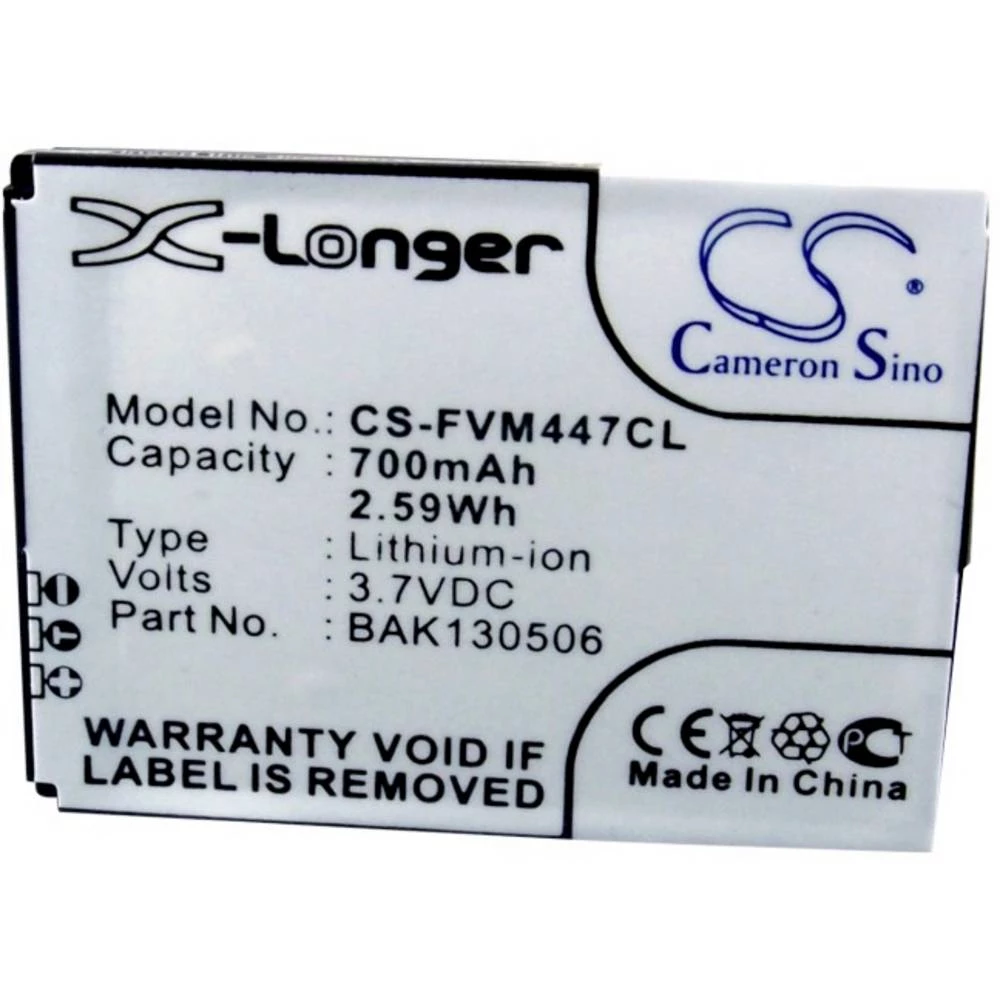 X-Longer
CS ®
Cameron Sino
Model No.: CS-FVM447CL
Capacity : 700mAh
2.59Wh
Type : Lithium-ion
Volts : 3.7VDC
Part No. : BAK130506
WARRANTY VOID IF
LABEL IS REMOVED
CE PCT
Made In China